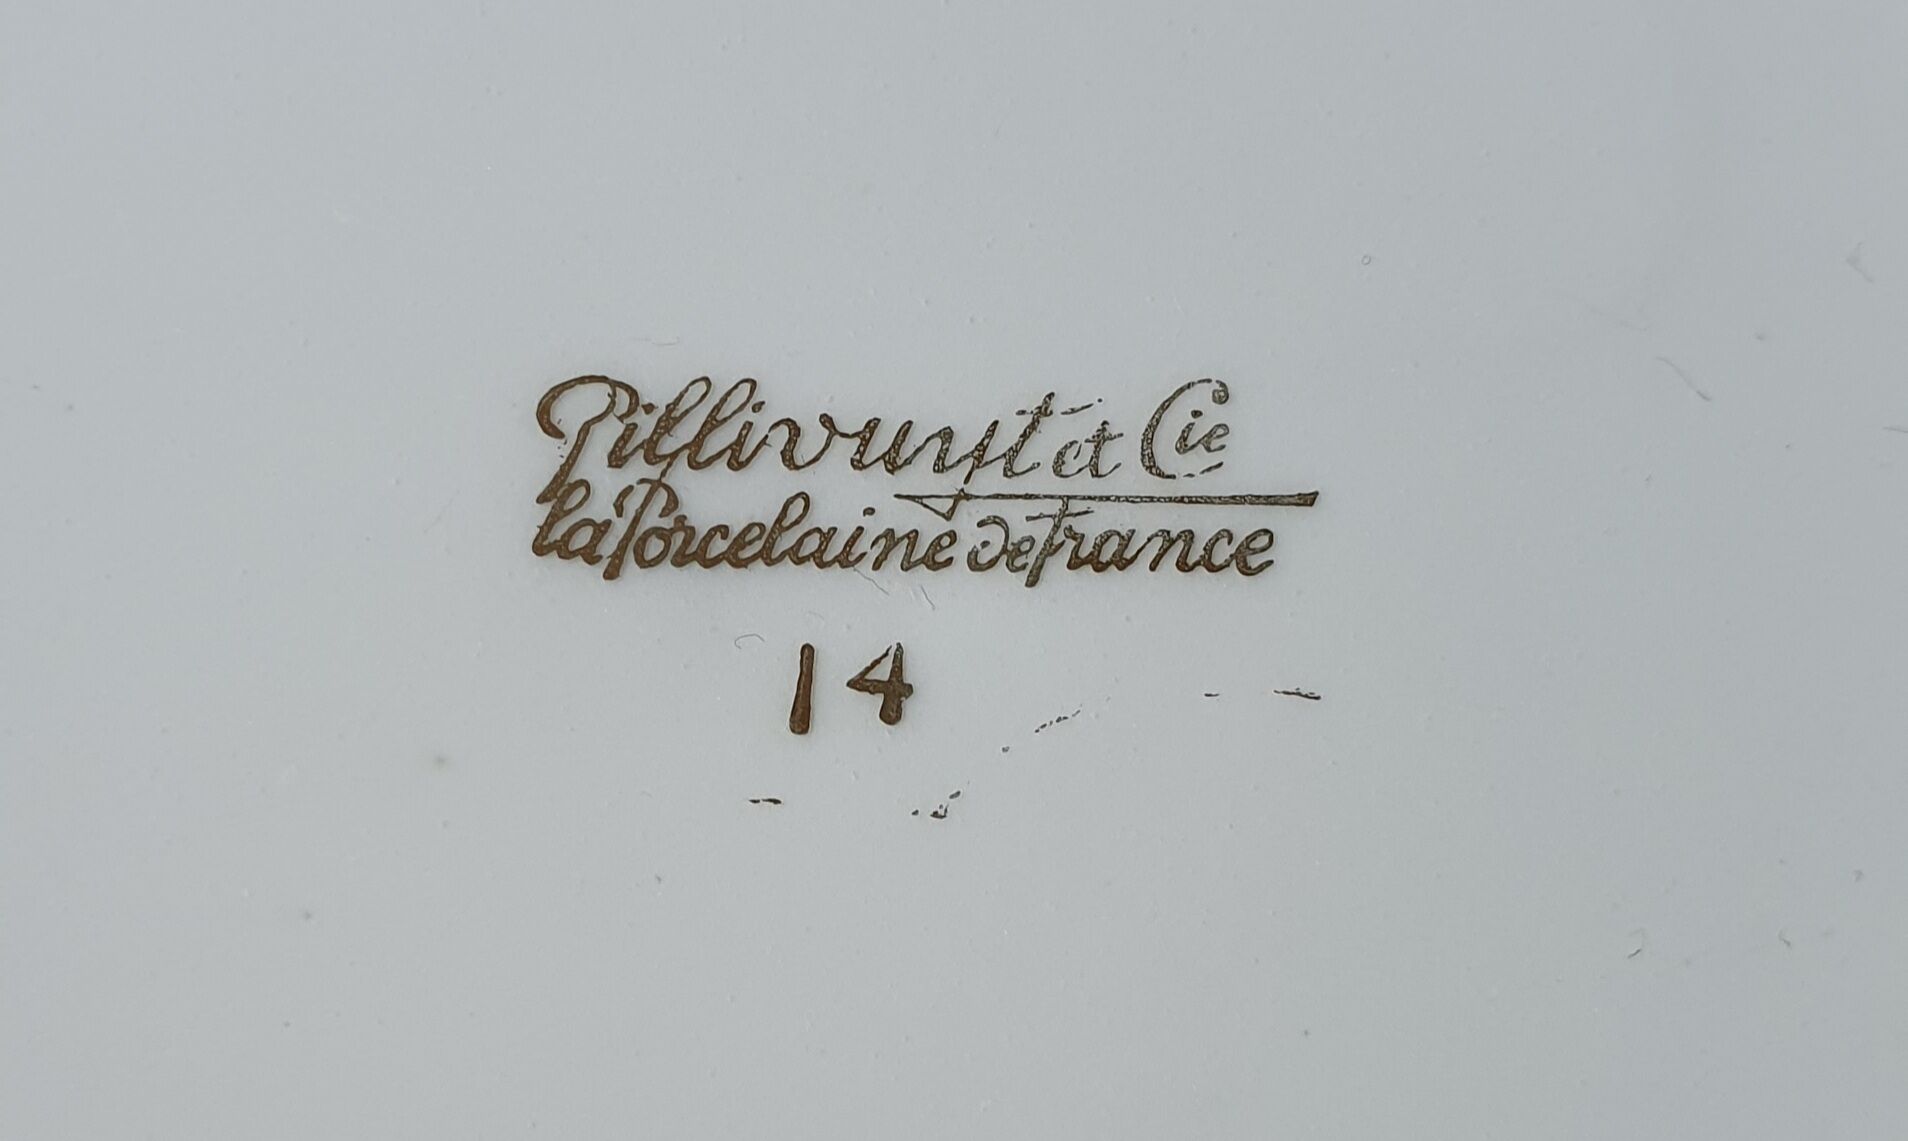 Pillivuyt et Cie
la Porcelaine de France
14